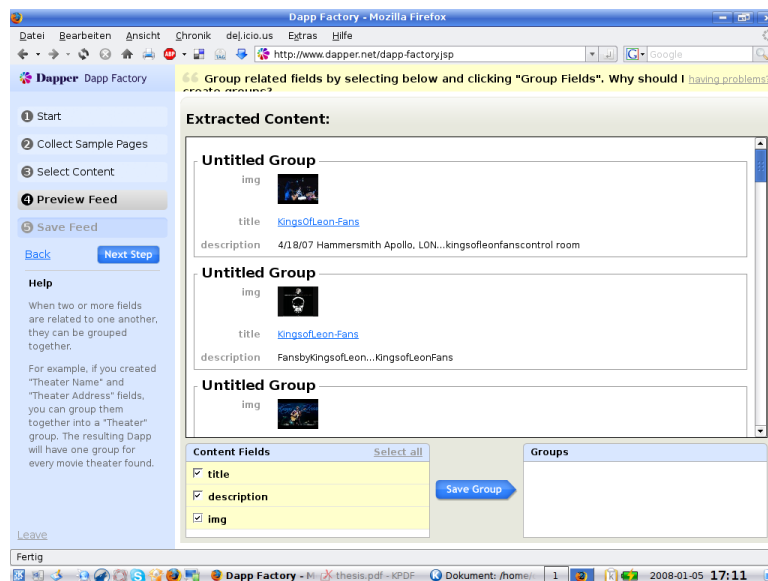 Dapp Factory - Mozilla Firefox
Datei Bearbeiten Ansicht Chronik del.icio.us Extras Hilfe
http://www.dapper.net/dapp-factory.jsp
Google
Dapper Dapp Factory
Group related fields by selecting below and clicking "Group Fields". Why should I having problems?
create groups?
1 Start
2 Collect Sample Pages
3 Select Content
4 Preview Feed
5 Save Feed
Back Next Step
Help
When two or more fields
are related to one another,
they can be grouped
together.
For example, if you created
"Theater Name" and
"Theater Address" fields,
you can group them
together into a "Theater"
group. The resulting Dapp
will have one group for
every movie theater found.
Leave
Extracted Content:
Untitled Group
img
title KingsOfLeon-Fans
description 4/18/07 Hammersmith Apollo, LON...kingsofleonfanscontrol room
Untitled Group
img
title KingsofLeon-Fans
description FansbyKingsofLeon...KingsofLeonFans
Untitled Group
img
Content Fields Select all
title
description
img
Save Group
Groups
Fertig
Dapp Factory - M thesis.pdf - KPDF Dokument: /home/ 1 2 2008-01-05 17:11